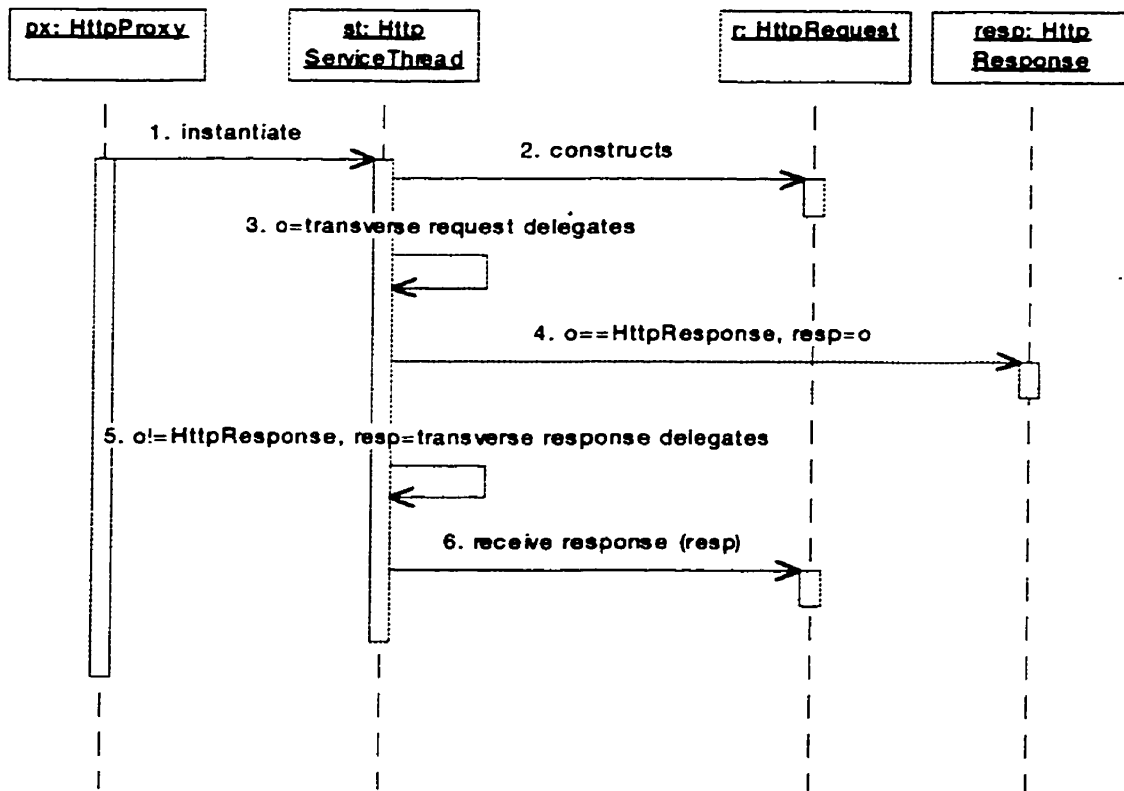 px: HttpProxy
st: Http
ServiceThread
r: HttpRequest
resp: Http
Response
1. instantiate
2. constructs
3. o=transverse request delegates
4. o==HttpResponse, resp=o
5. o!=HttpResponse, resp=transverse response delegates
6. receive response (resp)